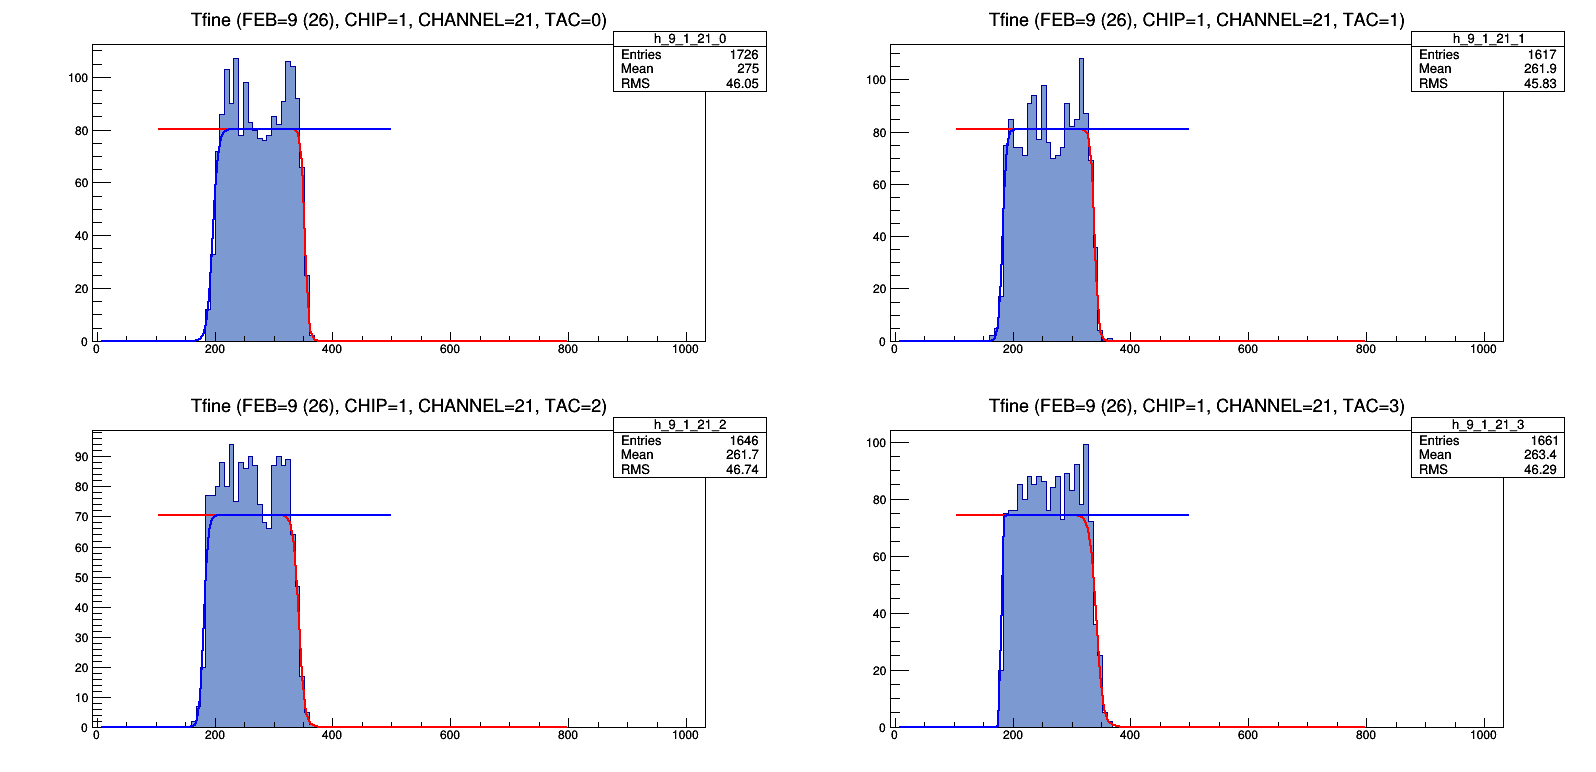 Tfine (FEB=9 (26), CHIP=1, CHANNEL=21, TAC=0)
h_9_1_21_0
Entries 1726
Mean 275
RMS 46.05
100
80
60
40
20
0
0 200 400 600 800 1000
Tfine (FEB=9 (26), CHIP=1, CHANNEL=21, TAC=1)
h_9_1_21_1
Entries 1617
Mean 261.9
RMS 45.83
100
80
60
40
20
0
0 200 400 600 800 1000
Tfine (FEB=9 (26), CHIP=1, CHANNEL=21, TAC=2)
h_9_1_21_2
Entries 1646
Mean 261.7
RMS 46.74
90
80
70
60
50
40
30
20
10
0
0 200 400 600 800 1000
Tfine (FEB=9 (26), CHIP=1, CHANNEL=21, TAC=3)
h_9_1_21_3
Entries 1661
Mean 263.4
RMS 46.29
100
80
60
40
20
0
0 200 400 600 800 1000